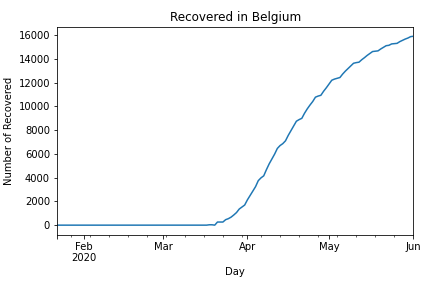 Recovered in Belgium
Number of Recovered
16000
14000
12000
10000
8000
6000
4000
2000
0
Feb
2020
Mar
Apr
May
Jun
Day